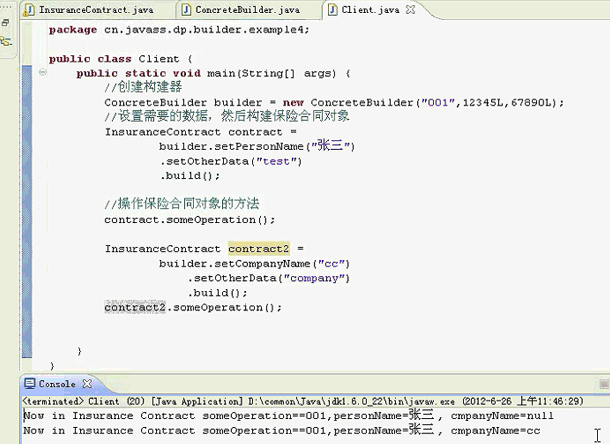 InsuranceContract.java ConcreteBuilder.java Client.java
package cn.javass.dp.builder.example4;
public class Client {
public static void main(String[] args) {
//创建构建器
ConcreteBuilder builder = new ConcreteBuilder("001",12345L,67890L);
//设置需要的数据，然后构建保险合同对象
InsuranceContract contract =
builder.setPersonName("张三")
.setOtherData("test")
.build();
//操作保险合同对象的方法
contract.someOperation();
InsuranceContract contract2 =
builder.setCompanyName("cc")
.setOtherData("company")
.build();
contract2.someOperation();
}
}
Console
<terminated> Client (20) [Java Application] D:\common\Java\jdk1.6.0_22\bin\javaw.exe (2012-6-26 上午11:46:29)
Now in Insurance Contract someOperation==001,personName=张三 , cmpanyName=null
Now in Insurance Contract someOperation==001,personName=张三 , cmpanyName=cc